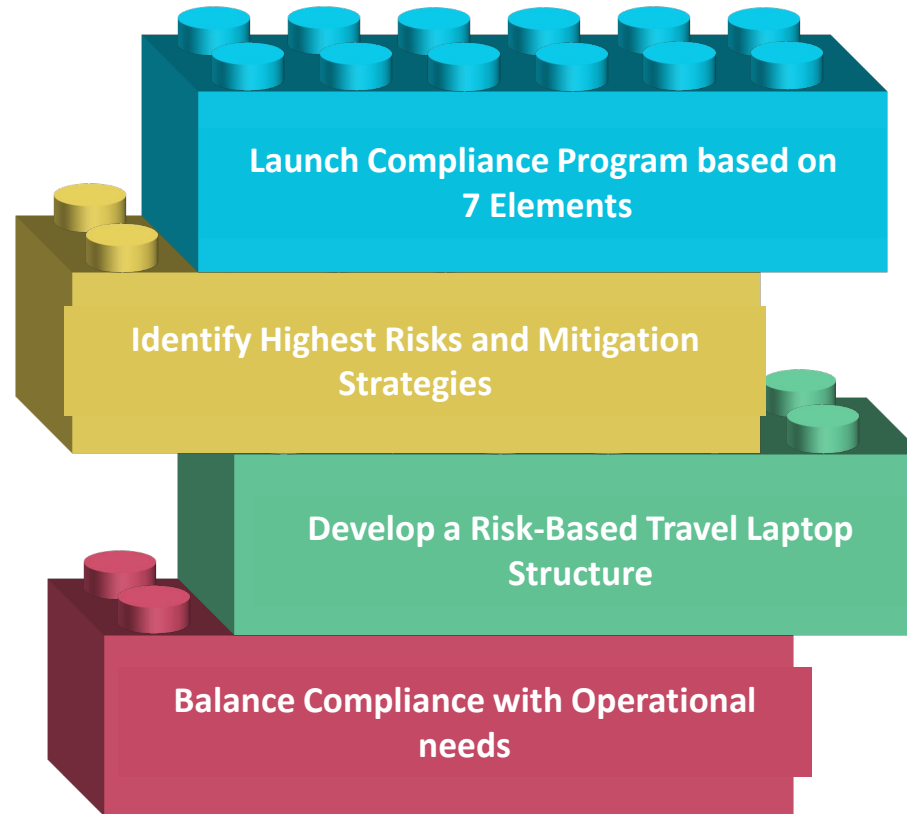 Launch Compliance Program based on
7 Elements
Identify Highest Risks and Mitigation
Strategies
Develop a Risk-Based Travel Laptop
Structure
Balance Compliance with Operational
needs